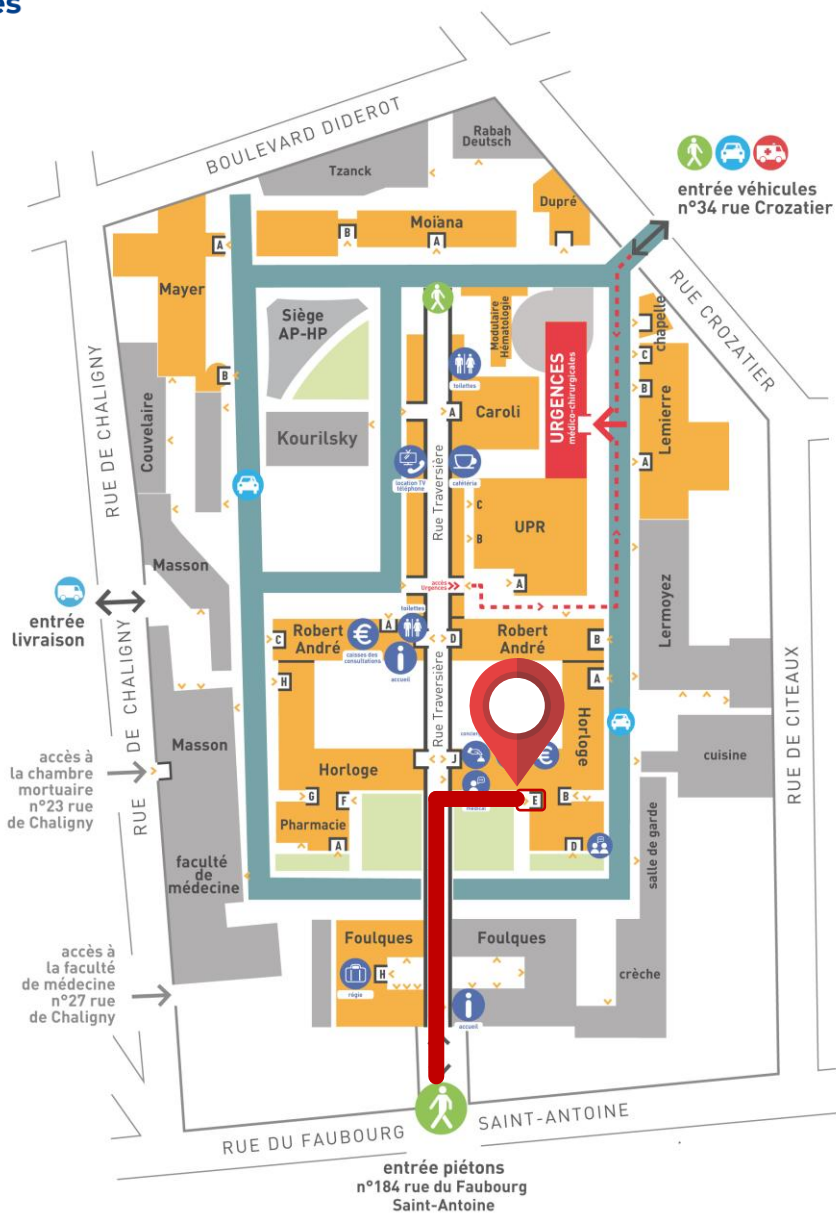 es
BOULEVARD DIDEROT
Rabah
Deutsch
Tzanck
Dupré
entrée véhicules
n°34 rue Crozatier
RUE CROZATIER
B
Moïana
A
A
Mayer
B
Siège
AP-HP
Modulaire
Hématologie
chapelle
C
B
Lemierre
A
toilettes
A
Caroli
URGENCES
médico-chirurgicales
Kourilsky
Couvelaire
RUE DE CHALIGNY
location TV
téléphone
cafétéria
Rue Traversière
C
B
UPR
A
Masson
accès
Urgences
entrée
livraison
Lermoyez
toilettes
A
C
Robert
André
€
caisses des
consultations
i
accueil
D
Robert
André
B
H
A
Rue Traversière
Horloge
RUE DE CHALIGNY
Masson
RUE DE CITEAUX
cuisine
accès à
la chambre
mortuaire
n°23 rue
de Chaligny
Horloge
J
€
G
F
E
B
Pharmacie
A
D
salle de garde
faculté
de
médecine
Foulques
Foulques
H
régie
crèche
accès à
la faculté
de médecine
n°27 rue
de Chaligny
i
accueil
RUE DU FAUBOURG SAINT-ANTOINE
entrée piétons
n°184 rue du Faubourg
Saint-Antoine